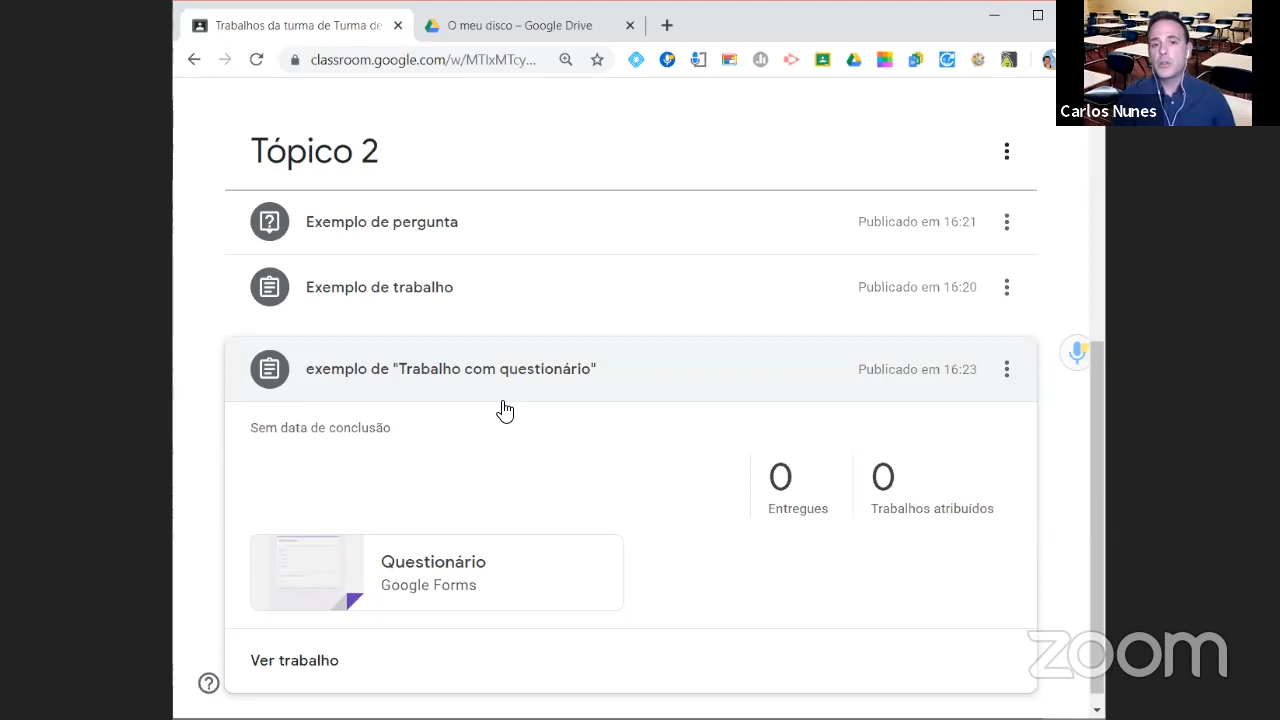 Trabalhos da turma de Turma de
O meu disco – Google Drive
classroom.google.com/w/MTIxMTcy...
Carlos Nunes
Tópico 2
Exemplo de pergunta
Publicado em 16:21
Exemplo de trabalho
Publicado em 16:20
exemplo de "Trabalho com questionário"
Publicado em 16:23
Sem data de conclusão
0
Entregues
0
Trabalhos atribuídos
Questionário
Google Forms
Ver trabalho
zoom